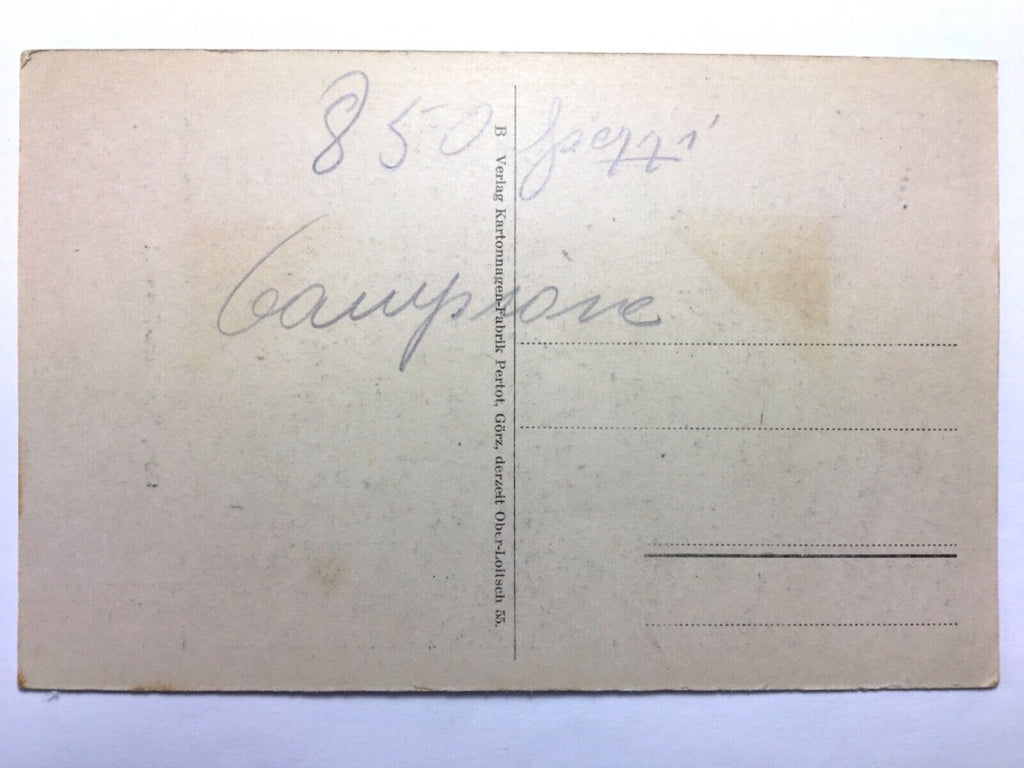 850 pezzi
Campione
B Verlag Kartonnagen-Fabrik Pertot, Görz, derzeit Ober-Loitsch 55.